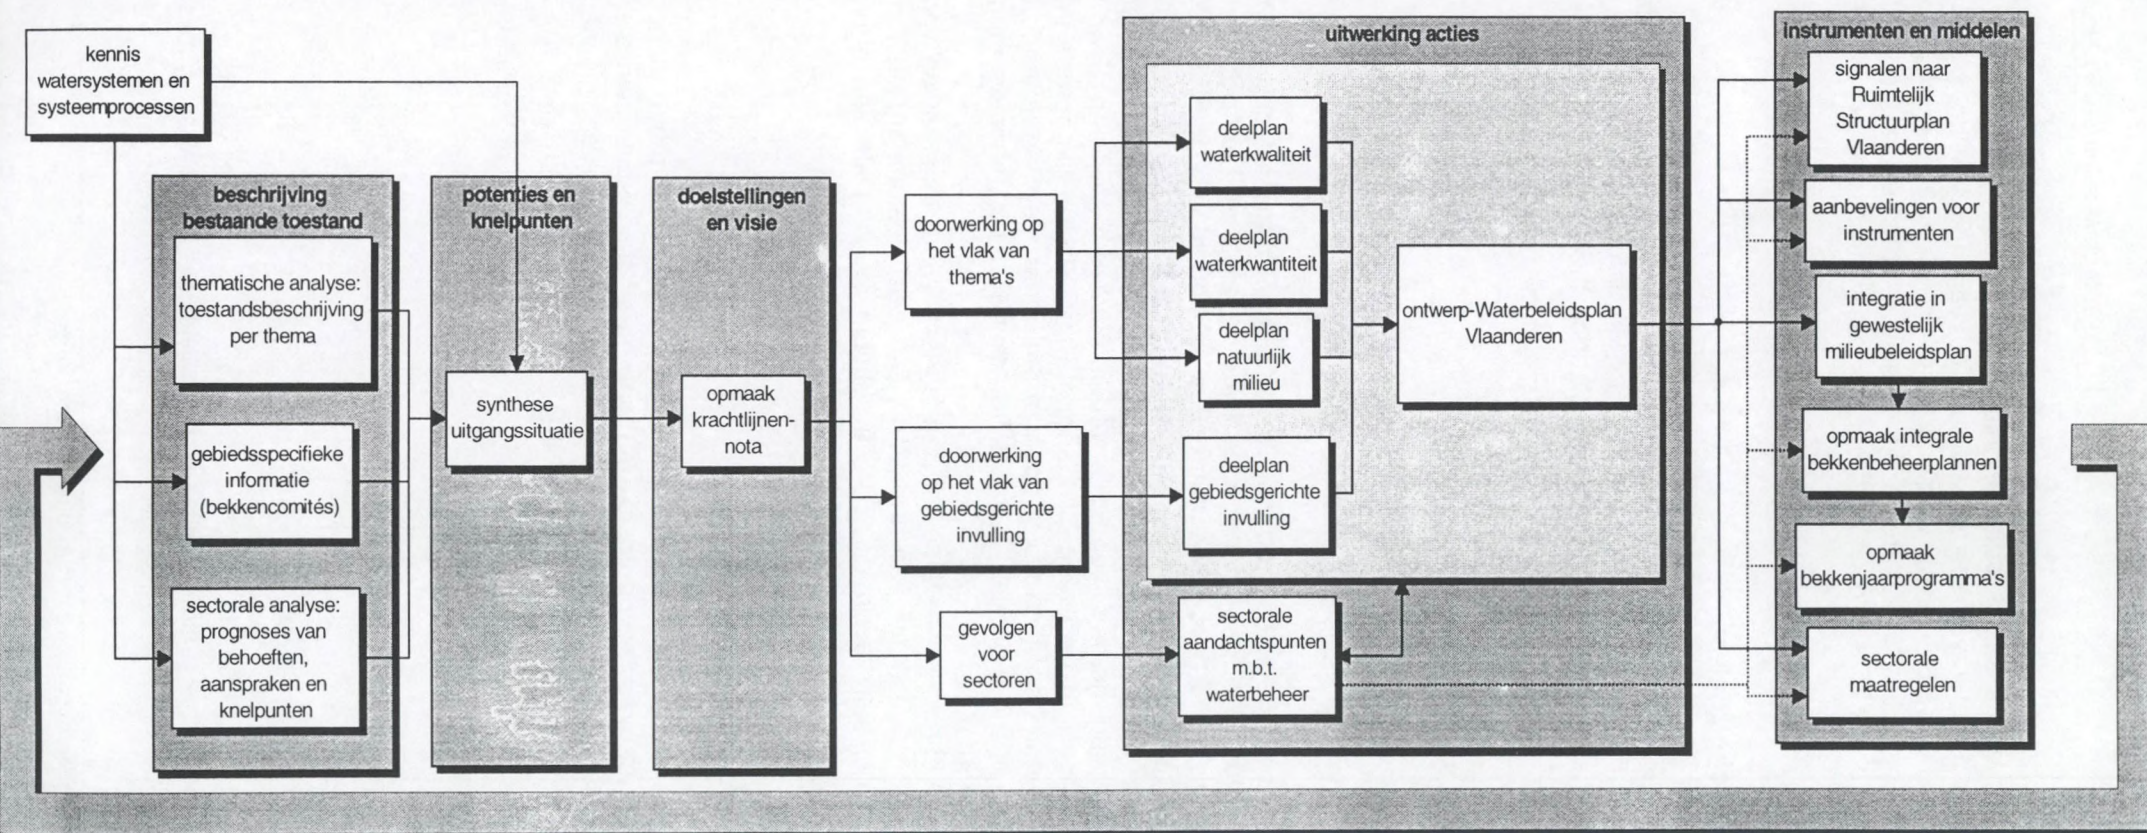 kennis
watersystemen en
systeemprocessen
beschrijving
bestaande toestand
thematische analyse:
toestandsbeschrijving
per thema
gebiedsspecifieke
informatie
(bekkencomités)
sectorale analyse:
prognoses van
behoeften,
aanspraken en
knelpunten
potenties en
knelpunten
synthese
uitgangssituatie
doelstellingen
en visie
opmaak
krachtlijnen-
nota
doorwerking op
het vlak van
thema's
doorwerking
op het vlak van
gebiedsgerichte
invulling
gevolgen
voor
sectoren
uitwerking acties
deelplan
waterkwaliteit
deelplan
waterkwantiteit
deelplan
natuurlijk
milieu
deelplan
gebiedsgerichte
invulling
ontwerp-Waterbeleidsplan
Vlaanderen
sectorale
aandachtspunten
m.b.t.
waterbeheer
instrumenten en middelen
signalen naar
Ruimtelijk
Structuurplan
Vlaanderen
aanbevelingen voor
instrumenten
integratie in
gewestelijk
milieubeleidsplan
opmaak integrale
bekkenbeheerplannen
opmaak
bekkenjaarprogramma's
sectorale
maatregelen